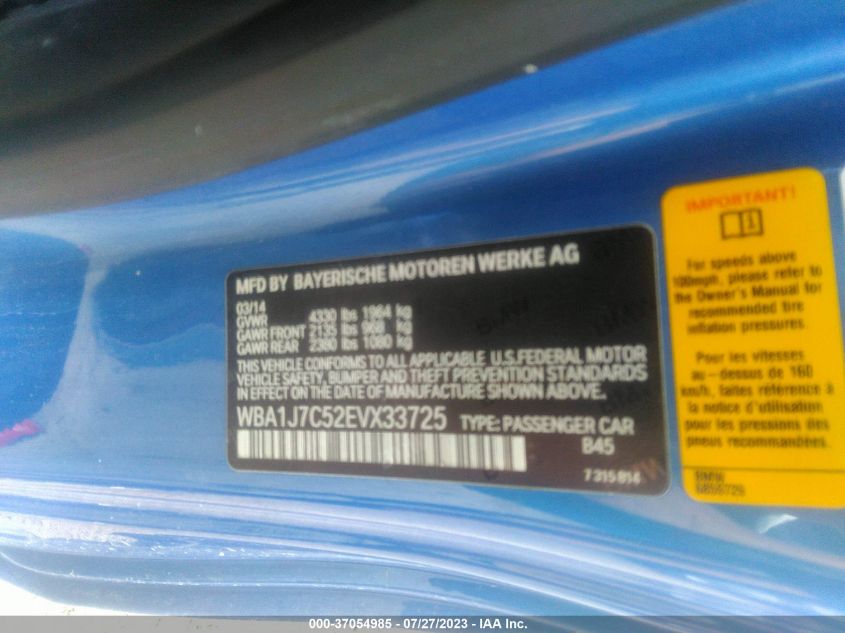 MFD BY BAYERISCHE MOTOREN WERKE AG
03/14
GVWR 4330 lbs 1964 kg
GAWR FRONT 2135 lbs 968 kg
GAWR REAR 2380 lbs 1080 kg
THIS VEHICLE CONFORMS TO ALL APPLICABLE U.S.FEDERAL MOTOR
VEHICLE SAFETY, BUMPER AND THEFT PREVENTION STANDARDS
IN EFFECT ON THE DATE OF MANUFACTURE SHOWN ABOVE.
WBA1J7C52EVX33725 TYPE: PASSENGER CAR
B45
7315814
IMPORTANT!
For speeds above
100mph, please refer to
the Owner's Manual for
recommended tire
inflation pressures.
Pour les vitesses
au-dessus de 160
km/h, faites référence à
la notice d'utilisation
pour les pressions des
pneus recommandées.
BMW
000-37054985 - 07/27/2023 - IAA Inc.